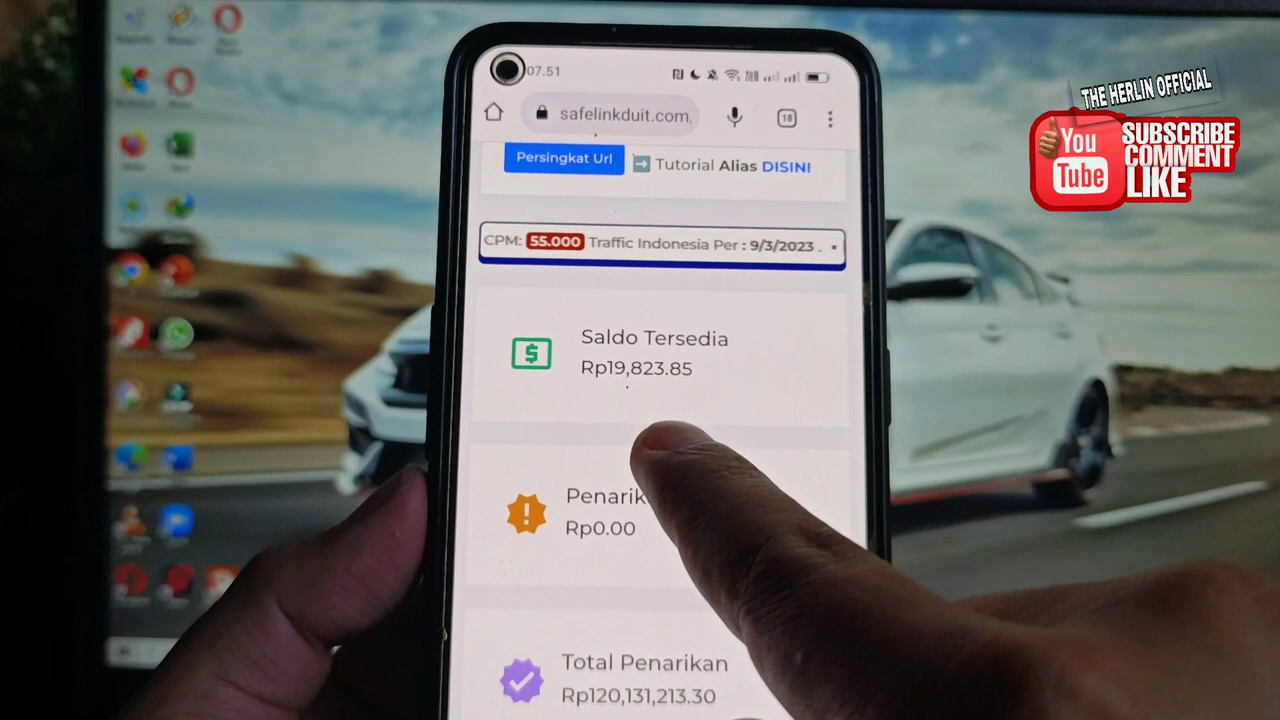 07.51
safelinkduit.com,
18
Persingkat Url
Tutorial Alias DISINI
CPM: 55.000 Traffic Indonesia Per : 9/3/2023 .
Saldo Tersedia
Rp19,823.85
Penarik
Rp0.00
Total Penarikan
Rp120,131,213.30
THE HERLIN OFFICIAL
You
Tube
SUBSCRIBE
COMMENT
LIKE